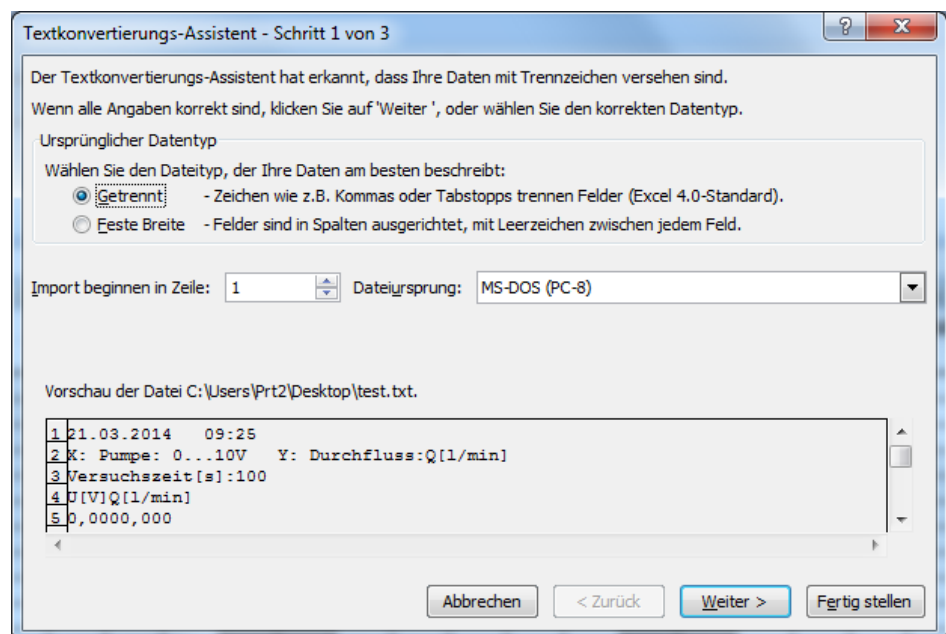 Textkonvertierungs-Assistent - Schritt 1 von 3
Der Textkonvertierungs-Assistent hat erkannt, dass Ihre Daten mit Trennzeichen versehen sind.
Wenn alle Angaben korrekt sind, klicken Sie auf 'Weiter ', oder wählen Sie den korrekten Datentyp.
Ursprünglicher Datentyp
Wählen Sie den Dateityp, der Ihre Daten am besten beschreibt:
Getrennt - Zeichen wie z.B. Kommas oder Tabstopps trennen Felder (Excel 4.0-Standard).
Feste Breite - Felder sind in Spalten ausgerichtet, mit Leerzeichen zwischen jedem Feld.
Import beginnen in Zeile: 1 Dateiursprung: MS-DOS (PC-8)
Vorschau der Datei C:\Users\Prt2\Desktop\test.txt.
1 21.03.2014 09:25
2 X: Pumpe: 0...10V Y: Durchfluss:Q[l/min]
3 Versuchszeit[s]:100
4 U[V]Q[l/min]
5 0,0000,000
Abbrechen < Zurück Weiter > Fertig stellen